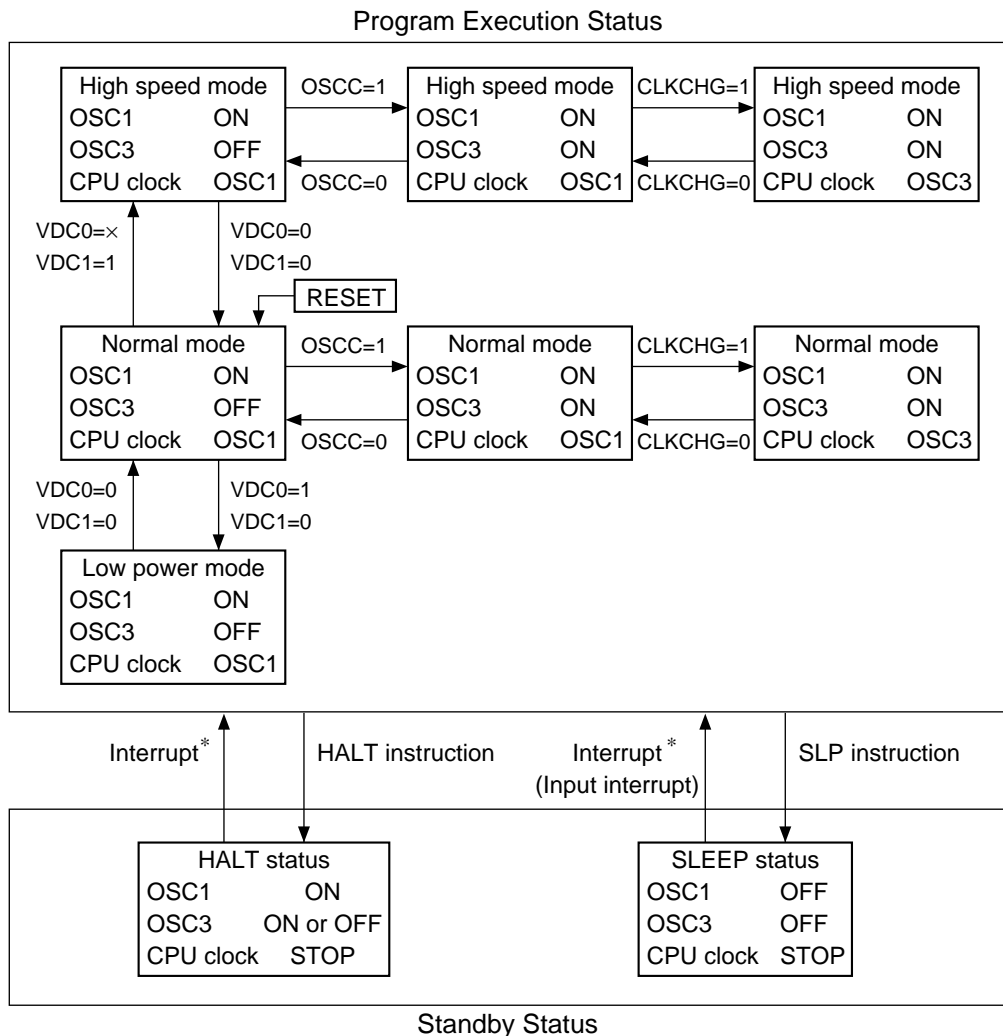 Program Execution Status
High speed mode
OSC1 ON
OSC3 OFF
CPU clock OSC1
OSCC=1
OSCC=0
High speed mode
OSC1 ON
OSC3 ON
CPU clock OSC1
CLKCHG=1
CLKCHG=0
High speed mode
OSC1 ON
OSC3 ON
CPU clock OSC3
VDC0=×
VDC1=1
VDC0=0
VDC1=0
RESET
Normal mode
OSC1 ON
OSC3 OFF
CPU clock OSC1
OSCC=1
OSCC=0
Normal mode
OSC1 ON
OSC3 ON
CPU clock OSC1
CLKCHG=1
CLKCHG=0
Normal mode
OSC1 ON
OSC3 ON
CPU clock OSC3
VDC0=0
VDC1=0
VDC0=1
VDC1=0
Low power mode
OSC1 ON
OSC3 OFF
CPU clock OSC1
Interrupt*
HALT instruction
Interrupt*
(Input interrupt)
SLP instruction
HALT status
OSC1 ON
OSC3 ON or OFF
CPU clock STOP
SLEEP status
OSC1 OFF
OSC3 OFF
CPU clock STOP
Standby Status